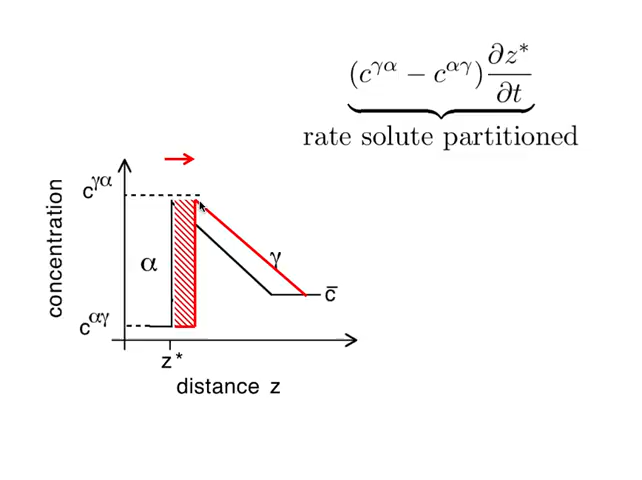 (c^{γα} − c^{αγ}) ∂z*/∂t
rate solute partitioned
c^{γα}
concentration
α
γ
c̄
c^{αγ}
z*
distance z